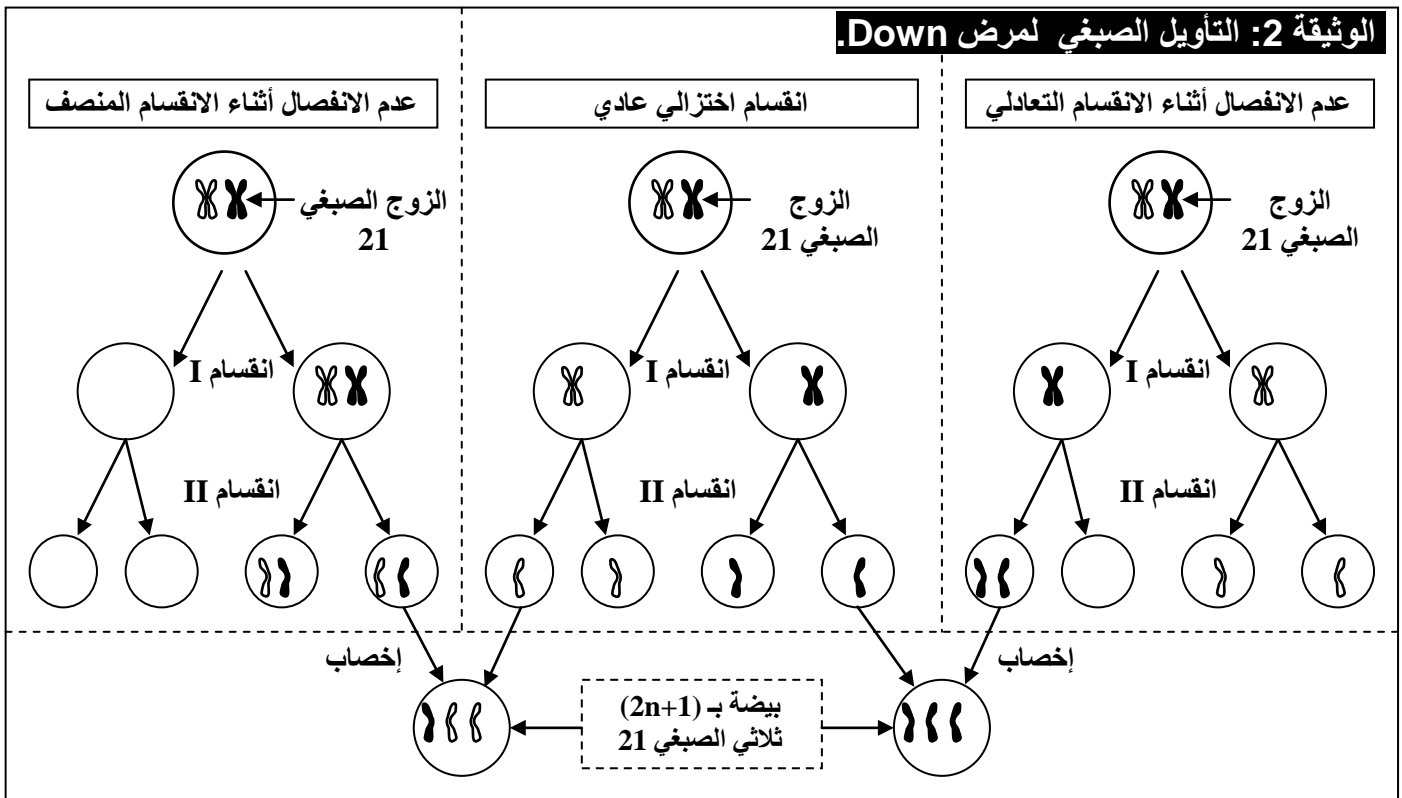 الوثيقة 2: التأويل الصبغي لمرض Down.
عدم الانفصال أثناء الانقسام التعادلي
الزوج
الصبغي 21
انقسام I
انقسام II
انقسام اختزالي عادي
الزوج
الصبغي 21
انقسام I
انقسام II
عدم الانفصال أثناء الانقسام المنصف
الزوج الصبغي
21
انقسام I
انقسام II
إخصاب
بيضة بـ (2n+1)
ثلاثي الصبغي 21
إخصاب